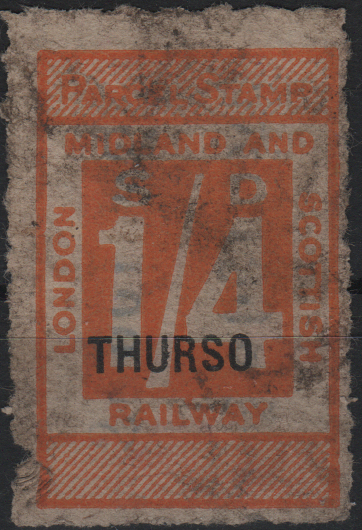 PARCEL STAMP
MIDLAND AND
LONDON
S D
1/4
SCOTTISH
THURSO
RAILWAY